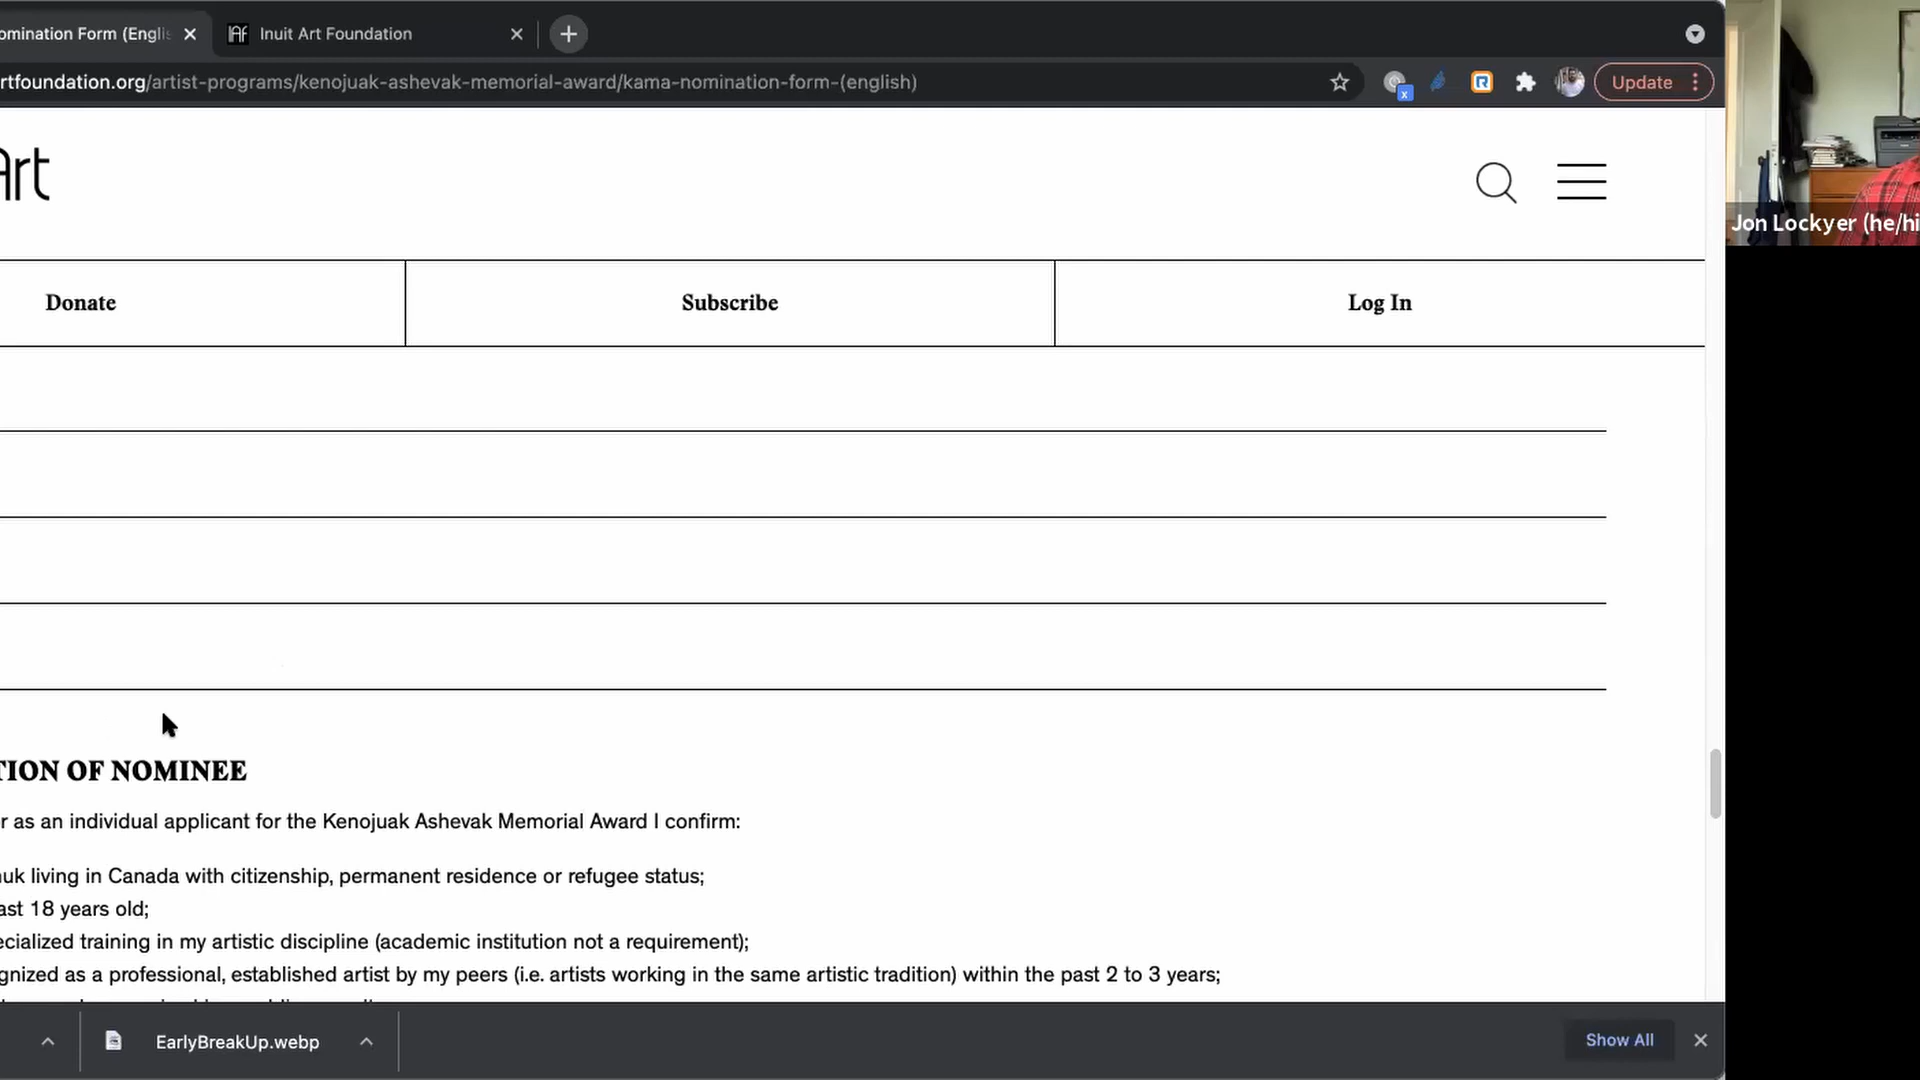 omination Form (Engli
Inuit Art Foundation
rtfoundation.org/artist-programs/kenojuak-ashevak-memorial-award/kama-nomination-form-(english)
Update
Art
Jon Lockyer (he/hi
Donate
Subscribe
Log In
TION OF NOMINEE
r as an individual applicant for the Kenojuak Ashevak Memorial Award I confirm:
uk living in Canada with citizenship, permanent residence or refugee status;
ast 18 years old;
ecialized training in my artistic discipline (academic institution not a requirement);
gnized as a professional, established artist by my peers (i.e. artists working in the same artistic tradition) within the past 2 to 3 years;
EarlyBreakUp.webp
Show All